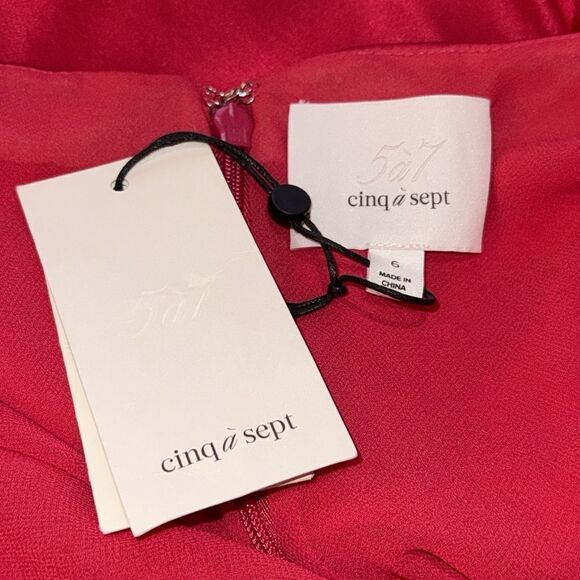 5à7
cinq à sept
6
MADE IN
CHINA
5à7
cinq à sept